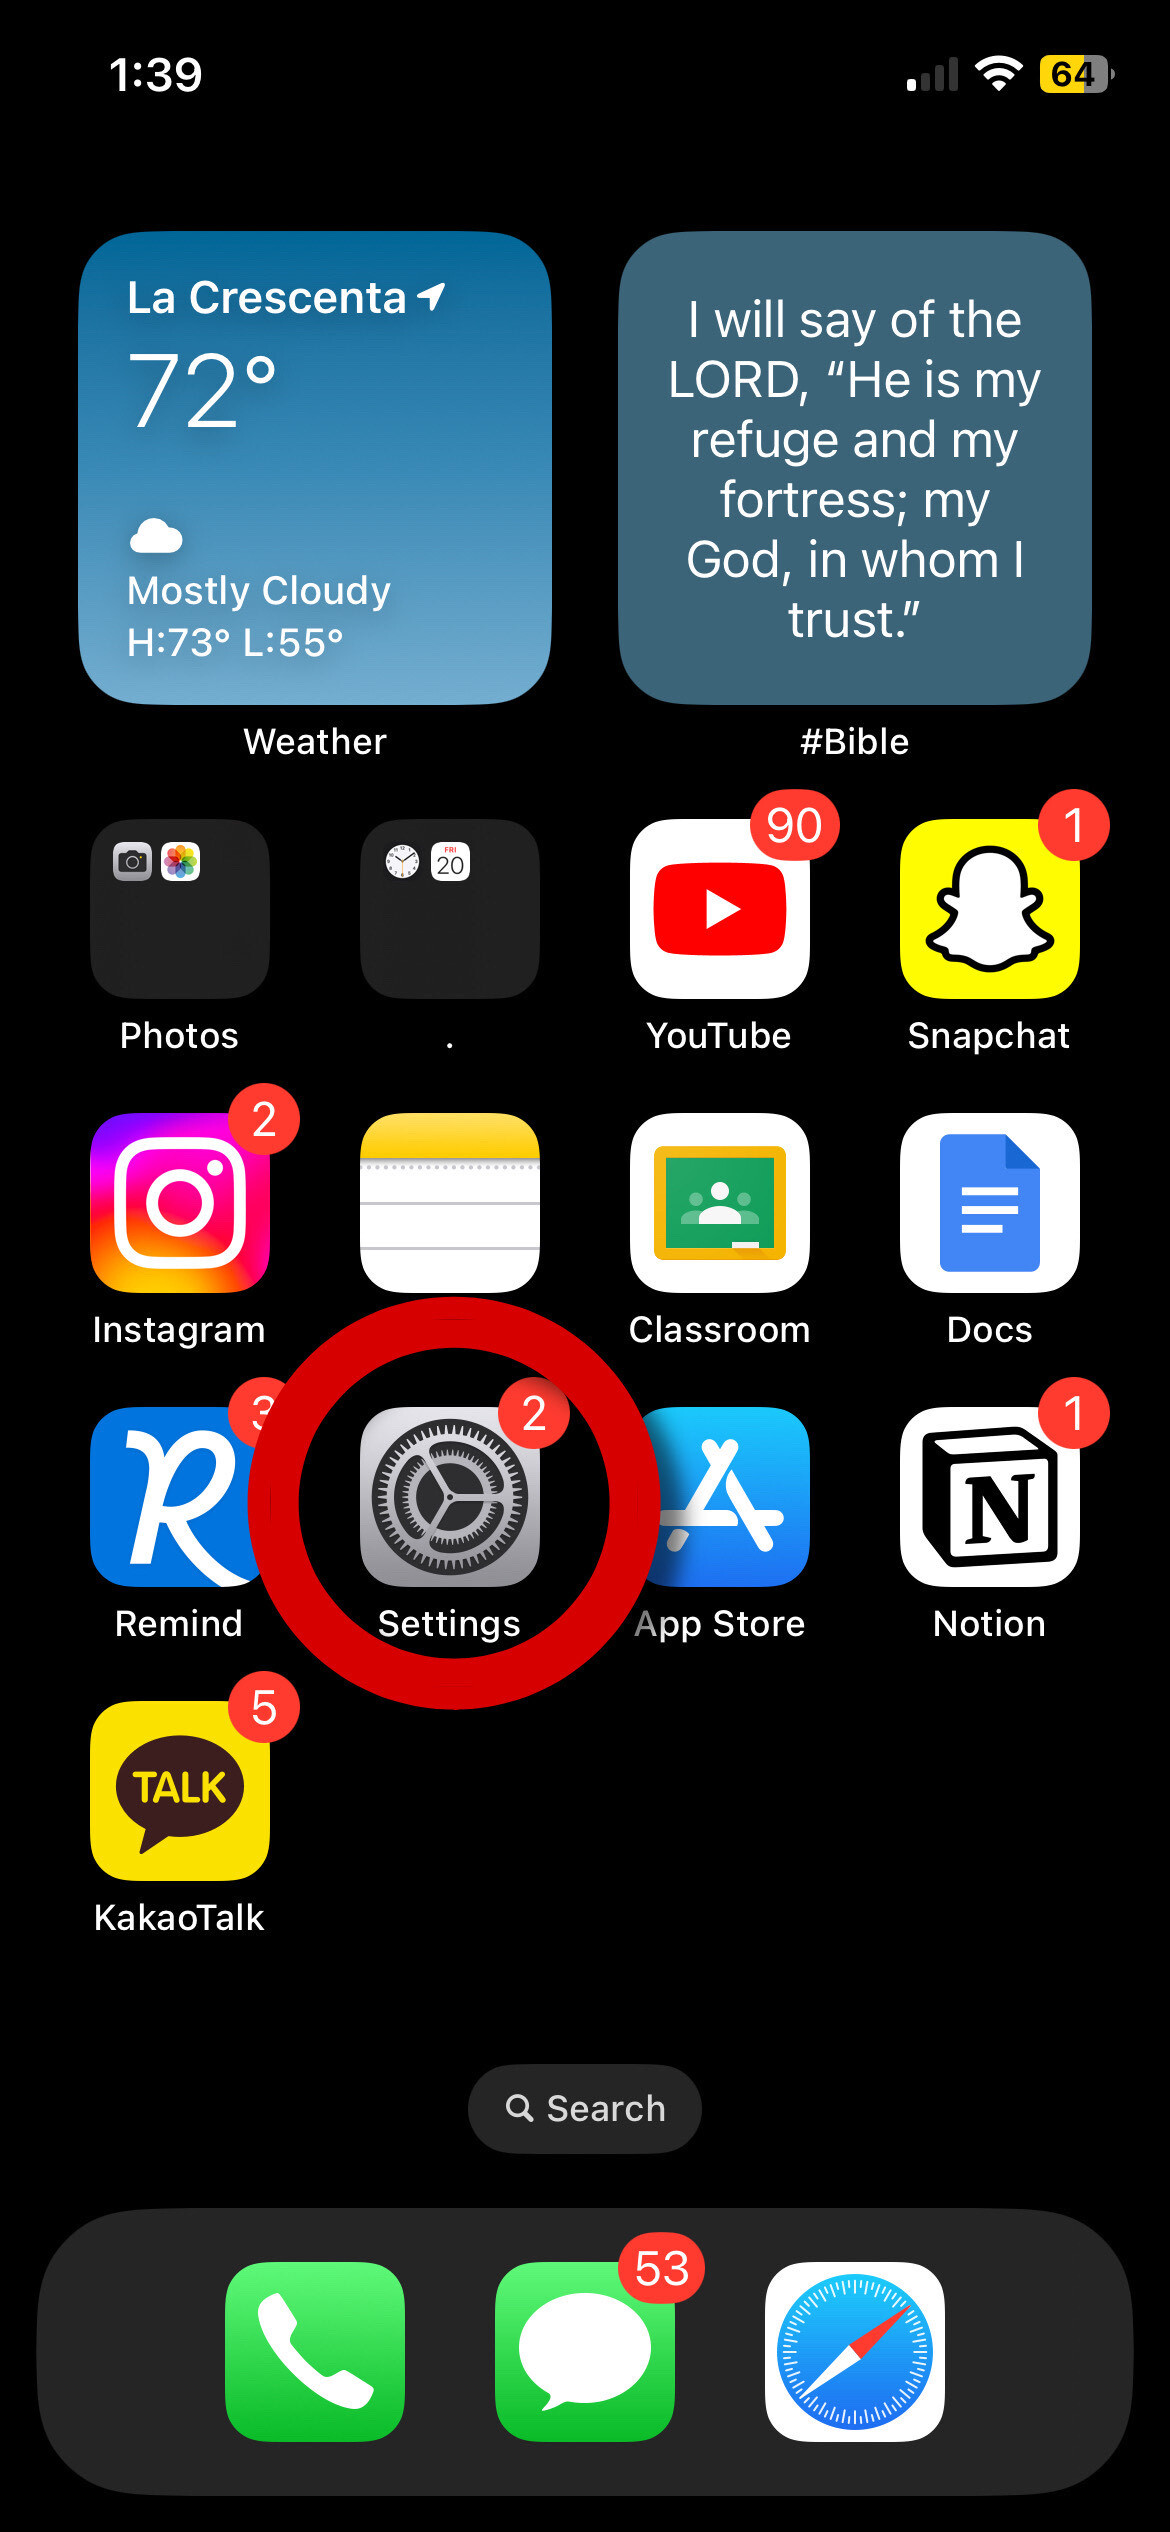 1:39
64
La Crescenta
72°
Mostly Cloudy
H:73° L:55°
Weather
I will say of the
LORD, “He is my
refuge and my
fortress; my
God, in whom I
trust.”
#Bible
FRI
20
90
1
Photos
.
YouTube
Snapchat
2
Instagram
Classroom
Docs
3
2
1
N
Remind
Settings
App Store
Notion
5
TALK
KakaoTalk
Search
53